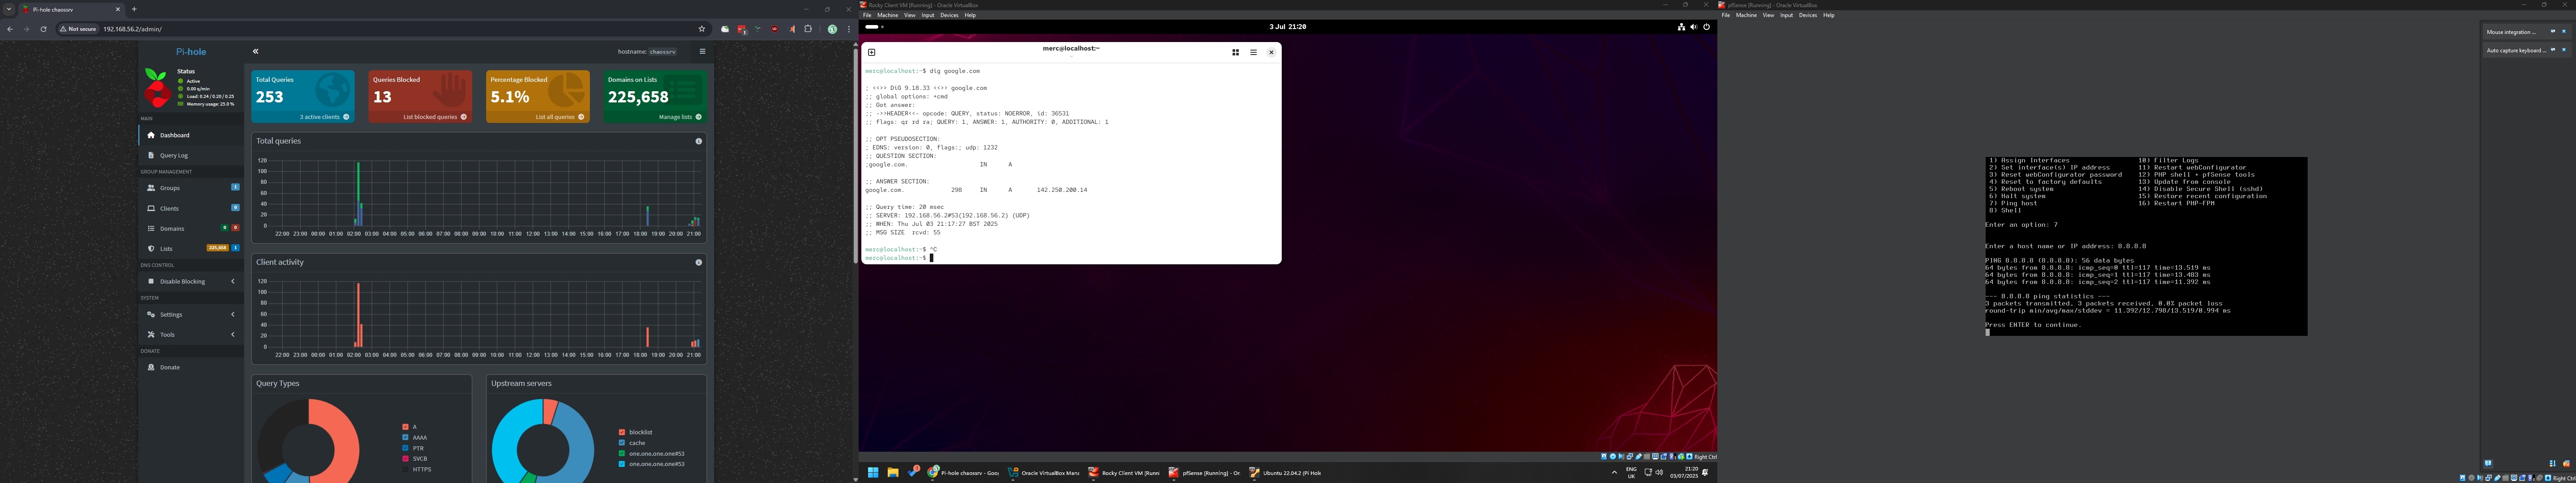 Pi-hole chaossrv
Not secure 192.168.56.2/admin/
Pi-hole
hostname: chaossrv
Status
Active
0.00 q/min
Load: 0.24 / 0.20 / 0.25
Memory usage: 25.0 %
MAIN
Dashboard
Query Log
GROUP MANAGEMENT
Groups 1
Clients 0
Domains 0 0
Lists 225,658 1
DNS CONTROL
Disable Blocking
SYSTEM
Settings
Tools
DONATE
Donate
Total Queries
253
3 active clients
Queries Blocked
13
List blocked queries
Percentage Blocked
5.1%
List all queries
Domains on Lists
225,658
Manage lists
Total queries
120
100
80
60
40
20
0
22:00 23:00 00:00 01:00 02:00 03:00 04:00 05:00 06:00 07:00 08:00 09:00 10:00 11:00 12:00 13:00 14:00 15:00 16:00 17:00 18:00 19:00 20:00 21:00
Client activity
120
100
80
60
40
20
0
22:00 23:00 00:00 01:00 02:00 03:00 04:00 05:00 06:00 07:00 08:00 09:00 10:00 11:00 12:00 13:00 14:00 15:00 16:00 17:00 18:00 19:00 20:00 21:00
Query Types
A
AAAA
PTR
SVCB
HTTPS
Upstream servers
blocklist
cache
one.one.one.one#53
one.one.one.one#53
Rocky Client VM [Running] - Oracle VirtualBox
File Machine View Input Devices Help
3 Jul 21:20
merc@localhost:~
merc@localhost:~$ dig google.com
; <<>> DiG 9.18.33 <<>> google.com
;; global options: +cmd
;; Got answer:
;; ->>HEADER<<- opcode: QUERY, status: NOERROR, id: 36531
;; flags: qr rd ra; QUERY: 1, ANSWER: 1, AUTHORITY: 0, ADDITIONAL: 1
;; OPT PSEUDOSECTION:
; EDNS: version: 0, flags:; udp: 1232
;; QUESTION SECTION:
;google.com. IN A
;; ANSWER SECTION:
google.com. 298 IN A 142.250.200.14
;; Query time: 20 msec
;; SERVER: 192.168.56.2#53(192.168.56.2) (UDP)
;; WHEN: Thu Jul 03 21:17:27 BST 2025
;; MSG SIZE rcvd: 55
merc@localhost:~$ ^C
merc@localhost:~$
Right Ctrl
Pi-hole chaossrv - Goo
Oracle VirtualBox Mana
Rocky Client VM [Runni
pfSense [Running] - Or
Ubuntu 22.04.2 (Pi Hol
ENG
UK
21:20
03/07/2025
pfSense [Running] - Oracle VirtualBox
File Machine View Input Devices Help
Mouse integration ...
Auto capture keyboard ...
1) Assign Interfaces 10) Filter Logs
2) Set interface(s) IP address 11) Restart webConfigurator
3) Reset webConfigurator password 12) PHP shell + pfSense tools
4) Reset to factory defaults 13) Update from console
5) Reboot system 14) Disable Secure Shell (sshd)
6) Halt system 15) Restore recent configuration
7) Ping host 16) Restart PHP-FPM
8) Shell
Enter an option: 7
Enter a host name or IP address: 8.8.8.8
PING 8.8.8.8 (8.8.8.8): 56 data bytes
64 bytes from 8.8.8.8: icmp_seq=0 ttl=117 time=13.519 ms
64 bytes from 8.8.8.8: icmp_seq=1 ttl=117 time=13.483 ms
64 bytes from 8.8.8.8: icmp_seq=2 ttl=117 time=11.392 ms
--- 8.8.8.8 ping statistics ---
3 packets transmitted, 3 packets received, 0.0% packet loss
round-trip min/avg/max/stddev = 11.392/12.798/13.519/0.994 ms
Press ENTER to continue.
Right Ctrl